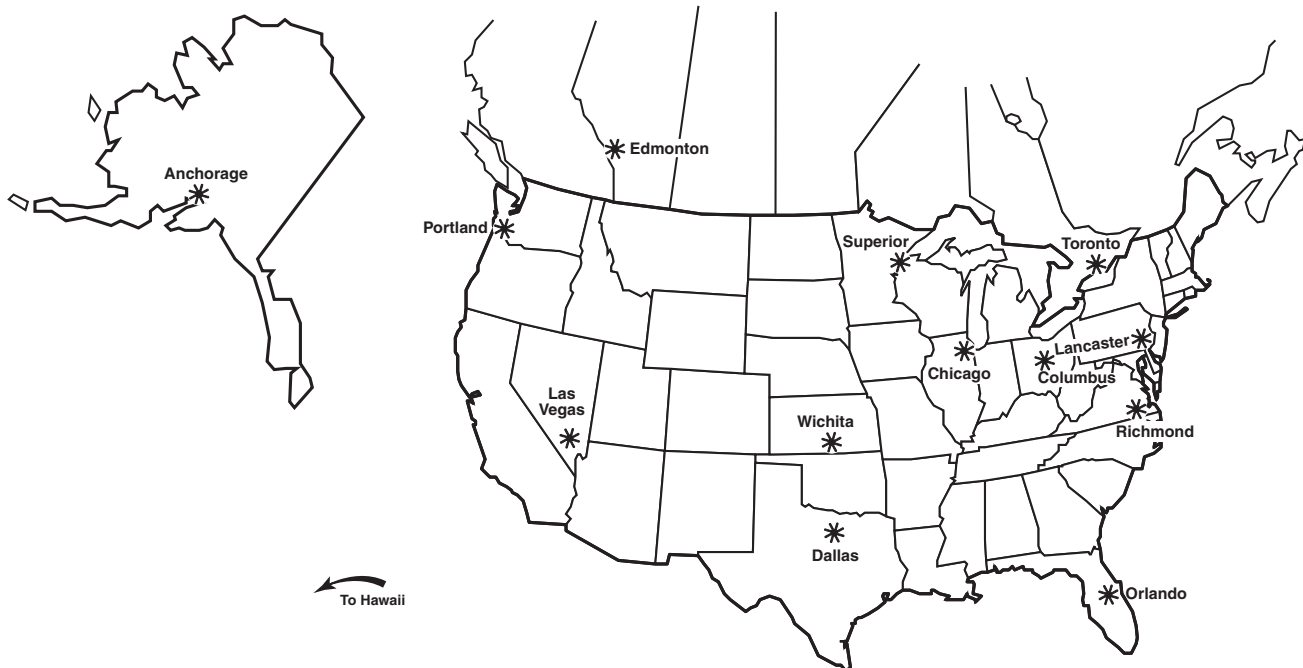 Edmonton
Anchorage
Portland
Superior
Toronto
Lancaster
Chicago
Columbus
Las
Vegas
Wichita
Richmond
Dallas
Orlando
To Hawaii